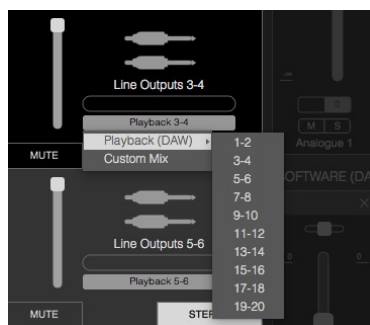 Line Outputs 3-4
Playback 3-4
Playback (DAW)
Custom Mix
MUTE
1-2
3-4
5-6
7-8
9-10
11-12
13-14
15-16
17-18
19-20
0
M S
Analogue 1
SOFTWARE (DA
Line Outputs 5-6
Playback 5-6
0
0
MUTE
STE